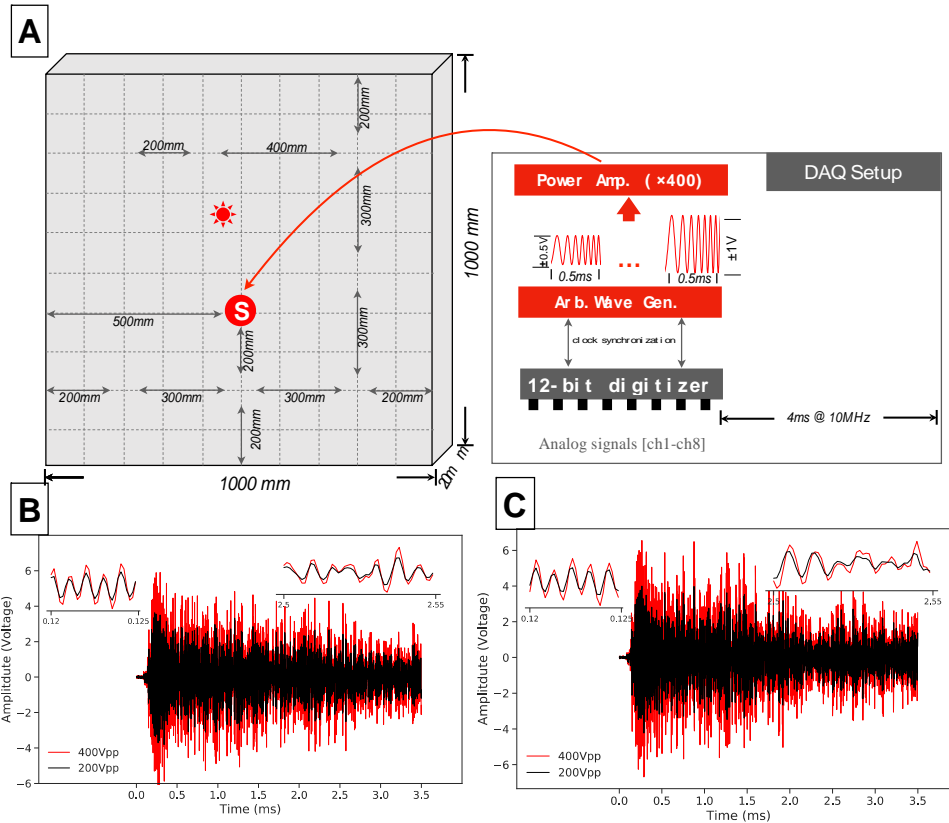 A
200mm
200mm
400mm
300mm
1000 mm
S
500mm
200mm
300mm
200mm
300mm
300mm
200mm
200mm
20m m
1000 mm
DAQ Setup
Power Amp. ( ×400)
±0.5V
±1V
...
0.5ms
0.5ms
Arb. Wave Gen.
clock synchronization
12-bit digitizer
4ms @ 10MHz
Analog signals [ch1-ch8]
B
Amplitdute (Voltage)
6
4
2
0
−2
−4
−6
0.12
0.125
2.5
2.55
400Vpp
200Vpp
0.0 0.5 1.0 1.5 2.0 2.5 3.0 3.5
Time (ms)
C
Amplitdute (Voltage)
6
4
2
0
−2
−4
−6
0.12
0.125
2.5
2.55
400Vpp
200Vpp
0.0 0.5 1.0 1.5 2.0 2.5 3.0 3.5
Time (ms)